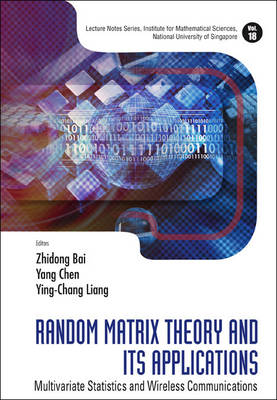 Lecture Notes Series, Institute for Mathematical Sciences,
National University of Singapore
Vol.
18
Editors
Zhidong Bai
Yang Chen
Ying-Chang Liang
RANDOM MATRIX THEORY AND
ITS APPLICATIONS
Multivariate Statistics and Wireless Communications